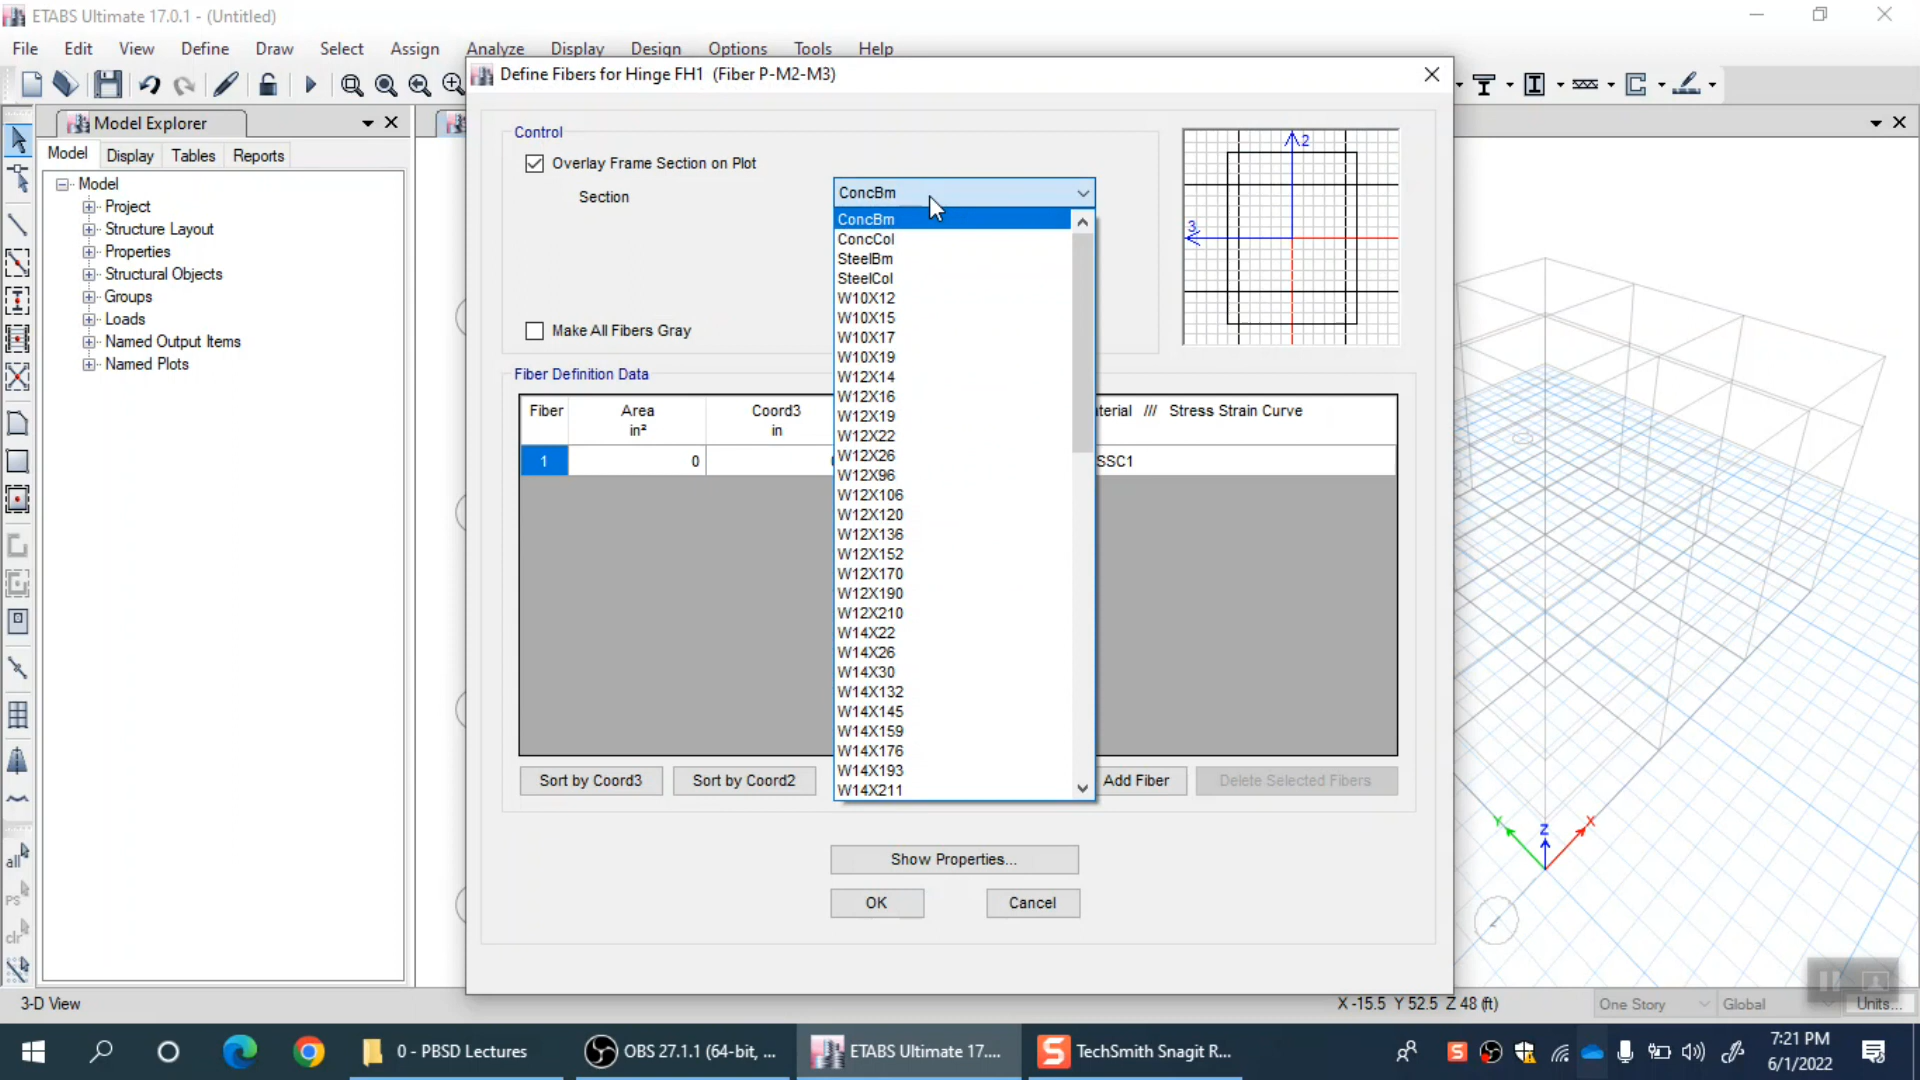 ETABS Ultimate 17.0.1 - (Untitled)
File Edit View Define Draw Select Assign Analyze Display Design Options Tools Help
Define Fibers for Hinge FH1 (Fiber P-M2-M3)
Model Explorer
Model Display Tables Reports
Model
Project
Structure Layout
Properties
Structural Objects
Groups
Loads
Named Output Items
Named Plots
all
ps
clr
Control
Overlay Frame Section on Plot
Section
ConcBm
ConcBm
ConcCol
SteelBm
SteelCol
W10X12
W10X15
W10X17
W10X19
W12X14
W12X16
W12X19
W12X22
W12X26
W12X96
W12X106
W12X120
W12X136
W12X152
W12X170
W12X190
W12X210
W14X22
W14X26
W14X30
W14X132
W14X145
W14X159
W14X176
W14X193
W14X211
2
3
Make All Fibers Gray
Fiber Definition Data
Fiber Area in² Coord3 in terial /// Stress Strain Curve
1 0 SSC1
Sort by Coord3 Sort by Coord2 Add Fiber Delete Selected Fibers
Show Properties...
OK Cancel
Y Z X
3-D View X -15.5 Y 52.5 Z 48 (ft) One Story Global Units...
0 - PBSD Lectures OBS 27.1.1 (64-bit, ... ETABS Ultimate 17.... TechSmith Snagit R...
7:21 PM
6/1/2022